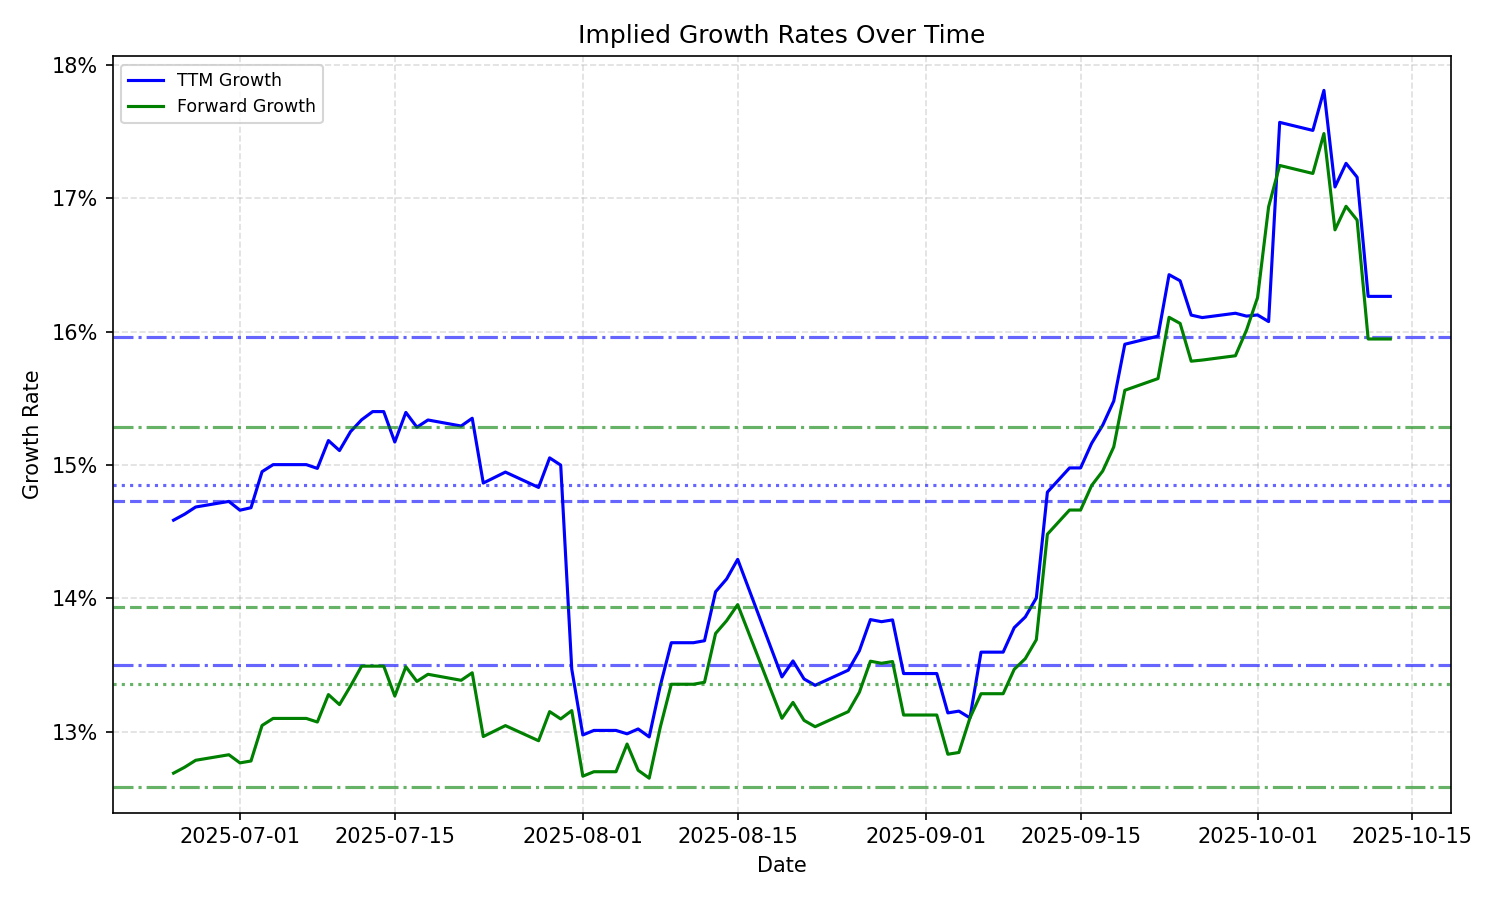 Implied Growth Rates Over Time
TTM Growth
Forward Growth
Growth Rate
18%
17%
16%
15%
14%
13%
2025-07-01 2025-07-15 2025-08-01 2025-08-15 2025-09-01 2025-09-15 2025-10-01 2025-10-15
Date